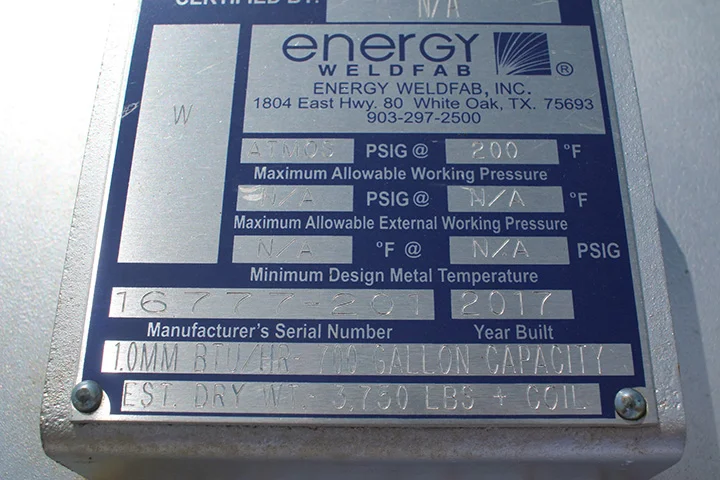 CERTIFIED BY: N/A
energy
WELDFAB ®
ENERGY WELDFAB, INC.
1804 East Hwy. 80 White Oak, TX. 75693
903-297-2500
W
ATMOS PSIG @ 200 °F
Maximum Allowable Working Pressure
N/A PSIG @ N/A °F
Maximum Allowable External Working Pressure
N/A °F @ N/A PSIG
Minimum Design Metal Temperature
16777-201 2017
Manufacturer's Serial Number Year Built
1.0MM BTU/HR- 700 GALLON CAPACITY
EST. DRY WT- 3,730 LBS + COIL